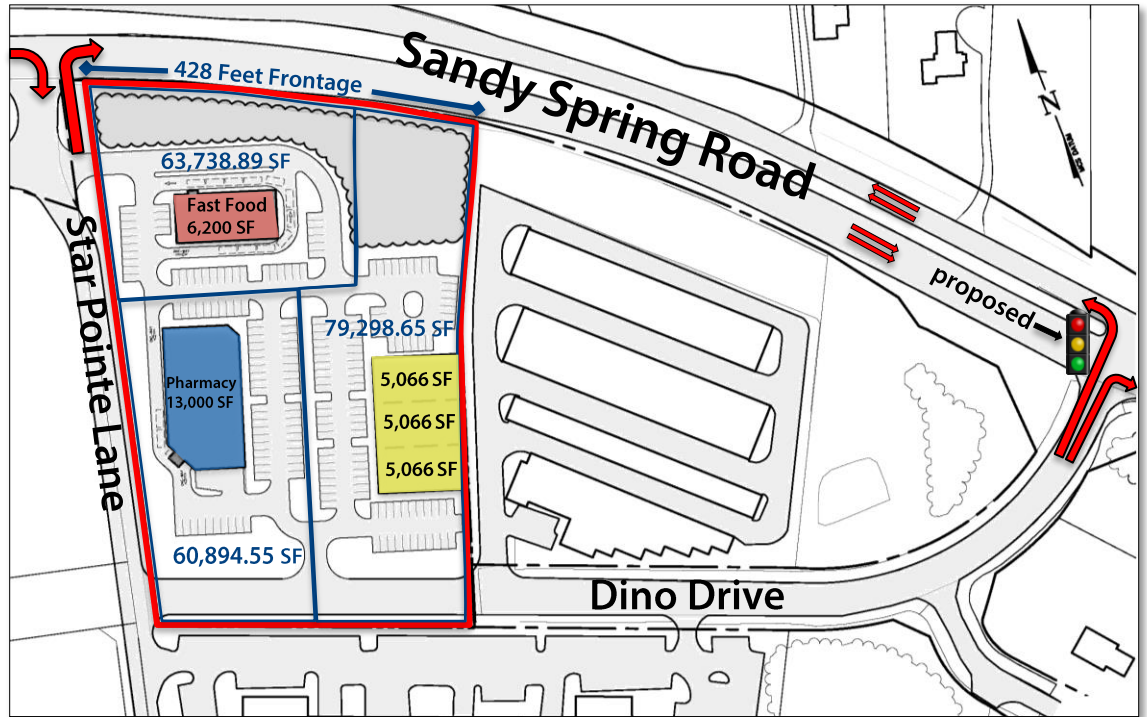 428 Feet Frontage
Sandy Spring Road
N
63,738.89 SF
Fast Food
6,200 SF
Star Pointe Lane
proposed
79,298.65 SF
Pharmacy
13,000 SF
5,066 SF
5,066 SF
5,066 SF
60,894.55 SF
Dino Drive